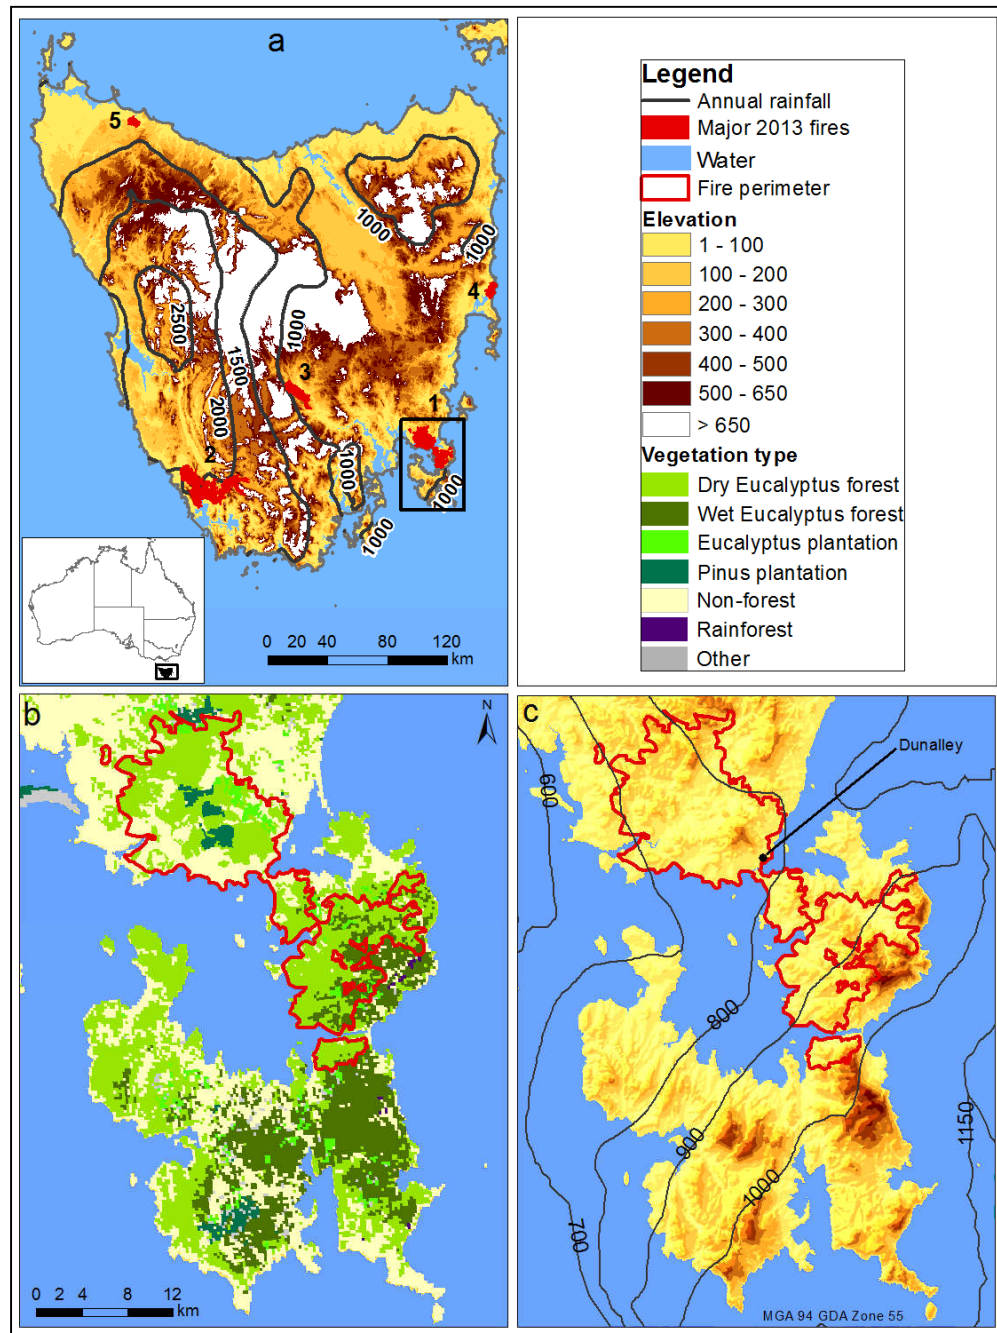 a
5
1000
1000
4
2500
1000
1500
3
1
2000
2
1000
1000
1000
0 20 40 80 120
km
Legend
Annual rainfall
Major 2013 fires
Water
Fire perimeter
Elevation
1 - 100
100 - 200
200 - 300
300 - 400
400 - 500
500 - 650
> 650
Vegetation type
Dry Eucalyptus forest
Wet Eucalyptus forest
Eucalyptus plantation
Pinus plantation
Non-forest
Rainforest
Other
b
N
0 2 4 8 12
km
c
Dunalley
600
800
900
1000
1150
700
MGA 94 GDA Zone 55